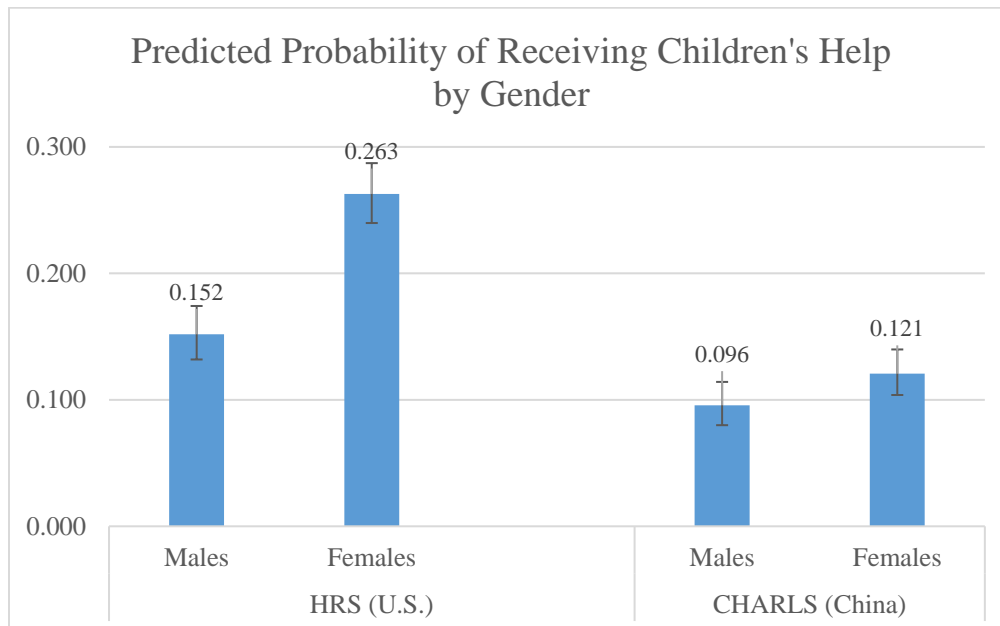 Predicted Probability of Receiving Children's Help
by Gender
0.300
0.200
0.100
0.000
0.152
0.263
0.096
0.121
Males
Females
Males
Females
HRS (U.S.)
CHARLS (China)